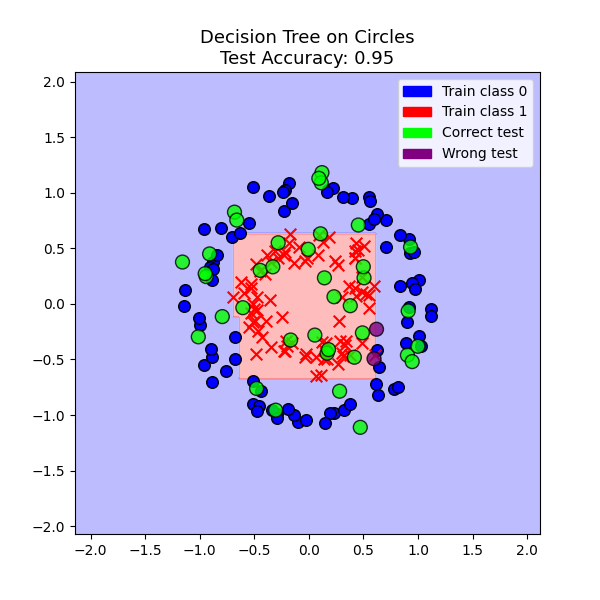 Decision Tree on Circles
Test Accuracy: 0.95
Train class 0
Train class 1
Correct test
Wrong test
2.0
1.5
1.0
0.5
0.0
−0.5
−1.0
−1.5
−2.0
−2.0 −1.5 −1.0 −0.5 0.0 0.5 1.0 1.5 2.0